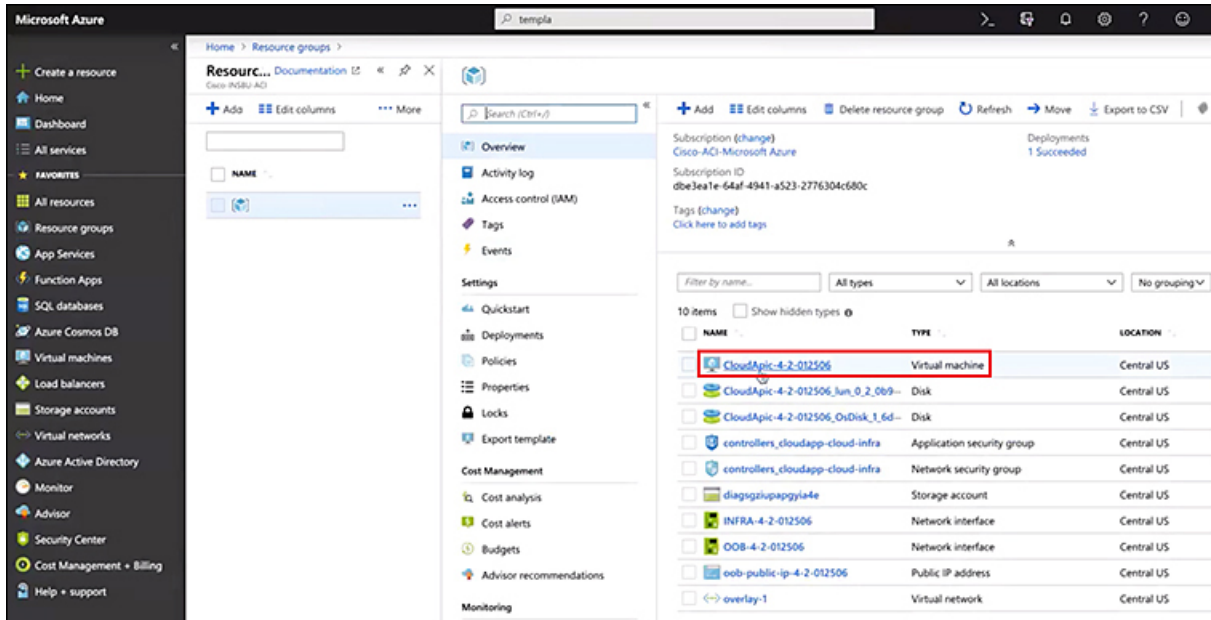 Microsoft Azure
templa
Create a resource
Home
Dashboard
All services
FAVORITES
All resources
Resource groups
App Services
Function Apps
SQL databases
Azure Cosmos DB
Virtual machines
Load balancers
Storage accounts
Virtual networks
Azure Active Directory
Monitor
Advisor
Security Center
Cost Management + Billing
Help + support
Home > Resource groups >
Resourc... Documentation
Cisco-INSBU-ACI
Add Edit columns ... More
NAME
Search (Ctrl+/)
Overview
Activity log
Access control (IAM)
Tags
Events
Settings
Quickstart
Deployments
Policies
Properties
Locks
Export template
Cost Management
Cost analysis
Cost alerts
Budgets
Advisor recommendations
Monitoring
Add Edit columns Delete resource group Refresh Move Export to CSV
Subscription (change)
Cisco-ACI-Microsoft Azure
Deployments
1 Succeeded
Subscription ID
dbe3ea1e-64af-4941-a523-2776304c680c
Tags (change)
Click here to add tags
Filter by name... All types All locations No grouping
10 items Show hidden types
NAME TYPE LOCATION
CloudApic-4-2-012506 Virtual machine Central US
CloudApic-4-2-012506_lun_0_2_0b9... Disk Central US
CloudApic-4-2-012506_OsDisk_1_6d... Disk Central US
controllers_cloudapp-cloud-infra Application security group Central US
controllers_cloudapp-cloud-infra Network security group Central US
diagsgziupapgyia4e Storage account Central US
INFRA-4-2-012506 Network interface Central US
OOB-4-2-012506 Network interface Central US
oob-public-ip-4-2-012506 Public IP address Central US
overlay-1 Virtual network Central US